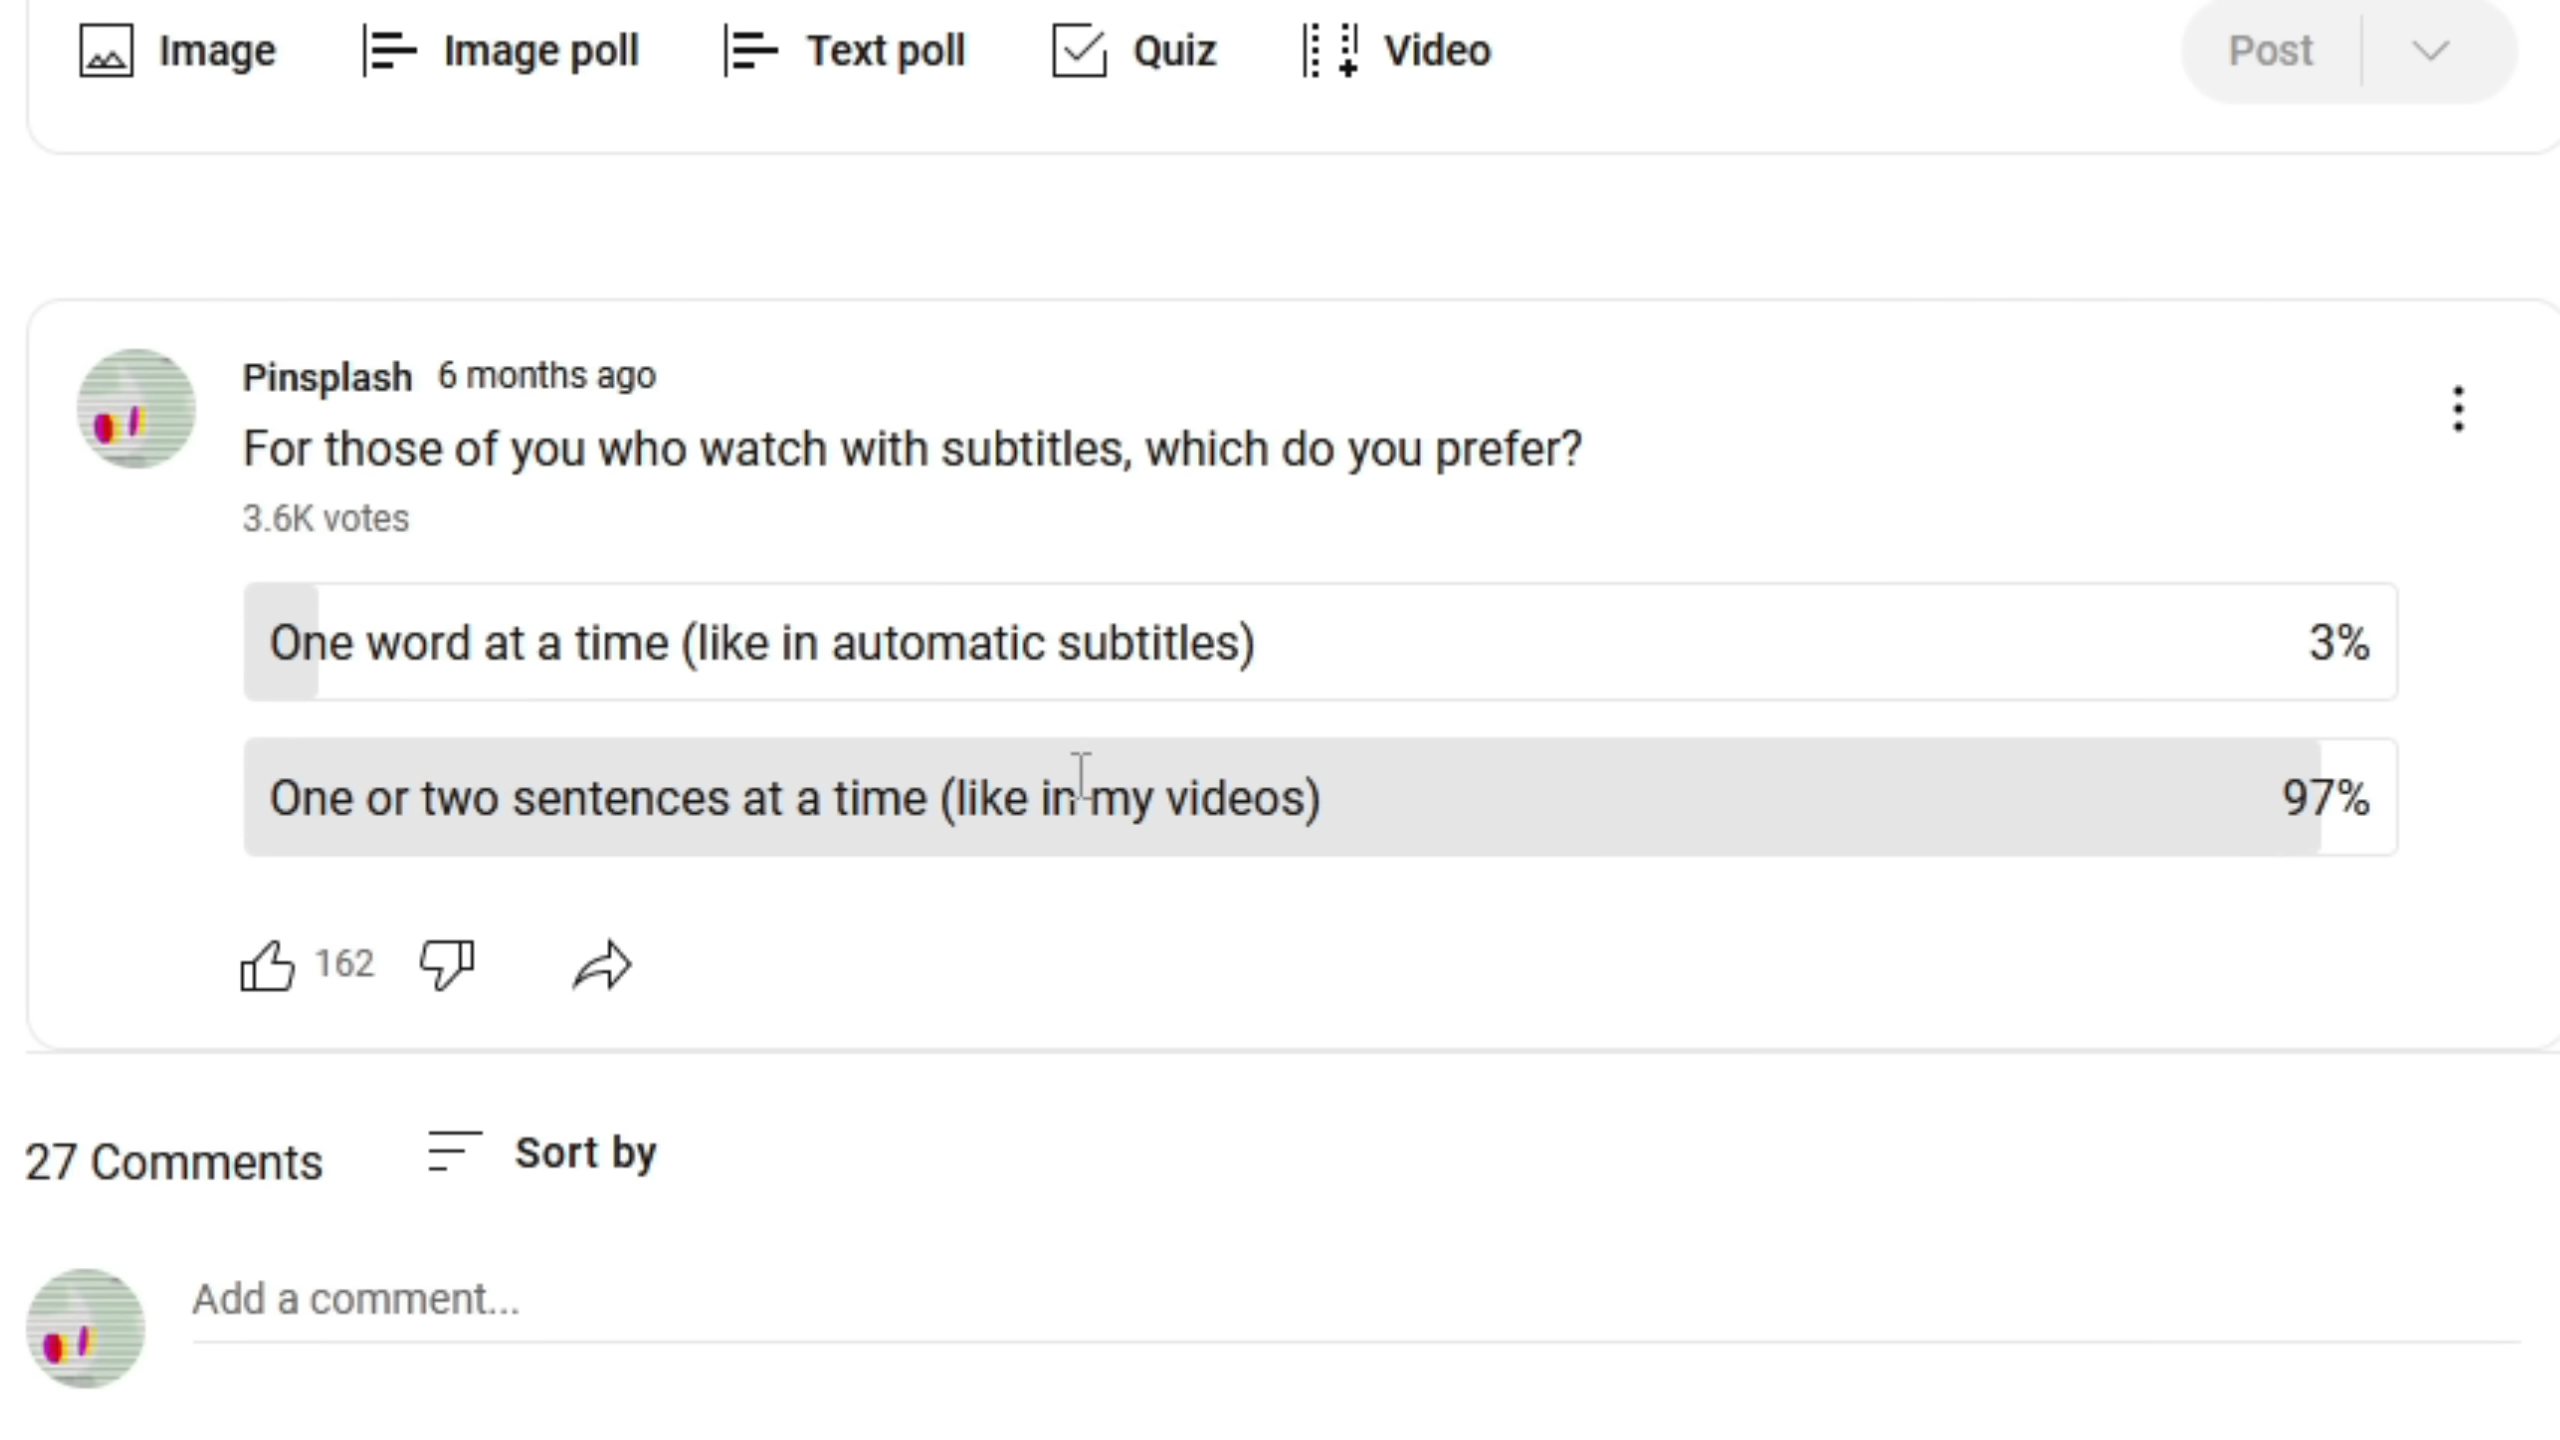 Image Image poll Text poll Quiz Video Post
Pinsplash 6 months ago
For those of you who watch with subtitles, which do you prefer?
3.6K votes
One word at a time (like in automatic subtitles) 3%
One or two sentences at a time (like in my videos) 97%
162
27 Comments Sort by
Add a comment...